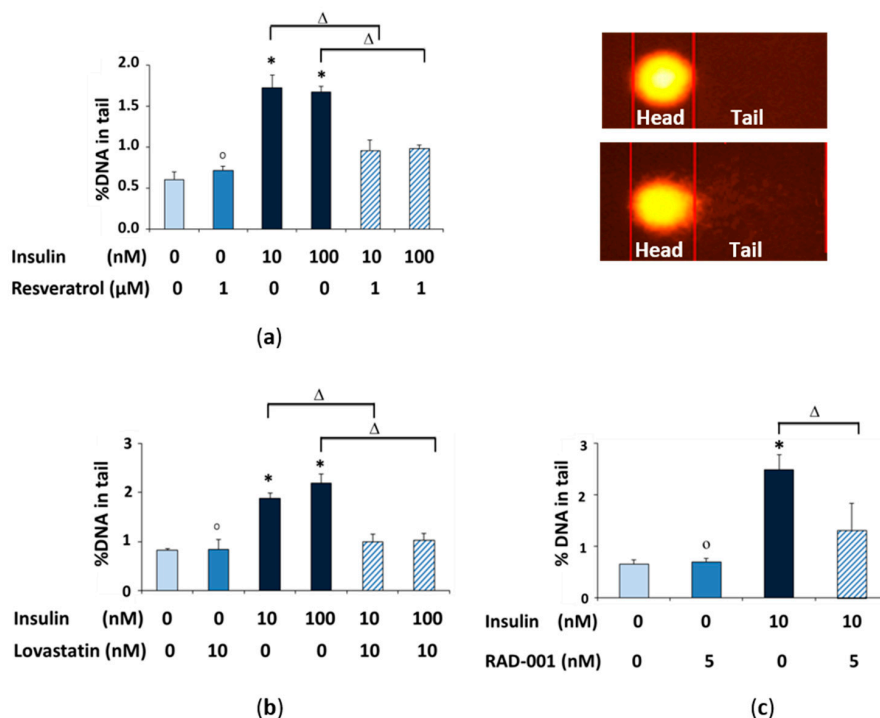 Δ
Δ
2.0
1.5
1.0
0.5
0.0
%DNA in tail
o
*
*
Insulin (nM) 0 0 10 100 10 100
Resveratrol (µM) 0 1 0 0 1 1
(a)
Head Tail
Head Tail
Δ
Δ
3
2
1
0
%DNA in tail
o
*
*
Insulin (nM) 0 0 10 100 10 100
Lovastatin (nM) 0 10 0 0 10 10
(b)
Δ
3
2
1
0
% DNA in tail
o
*
Insulin (nM) 0 0 10 10
RAD-001 (nM) 0 5 0 5
(c)